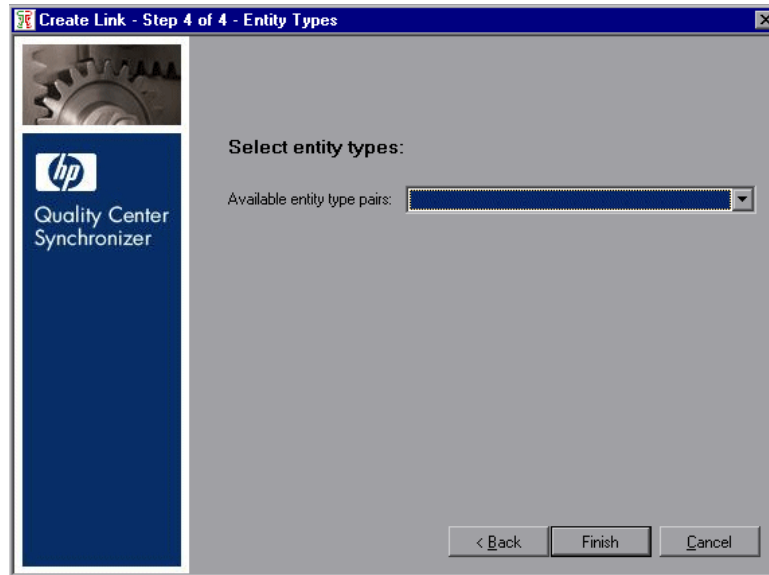 Create Link - Step 4 of 4 - Entity Types
hp
Quality Center
Synchronizer
Select entity types:
Available entity type pairs:
< Back
Finish
Cancel